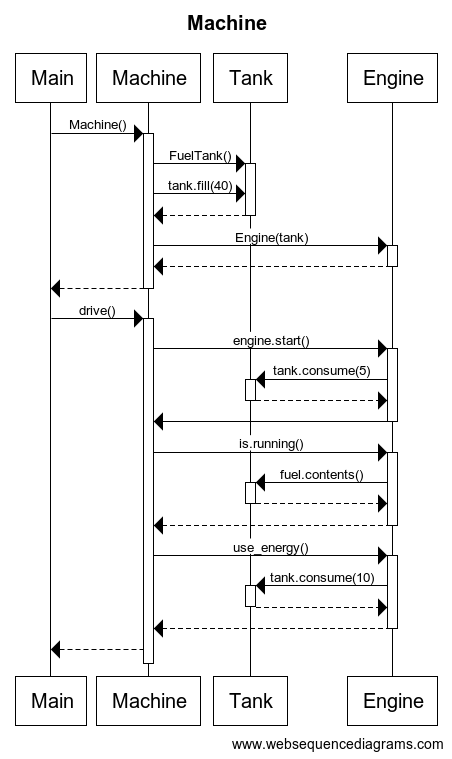 Machine
Main Machine Tank Engine
Machine()
FuelTank()
tank.fill(40)
Engine(tank)
drive()
engine.start()
tank.consume(5)
is.running()
fuel.contents()
use_energy()
tank.consume(10)
Main Machine Tank Engine
www.websequencediagrams.com